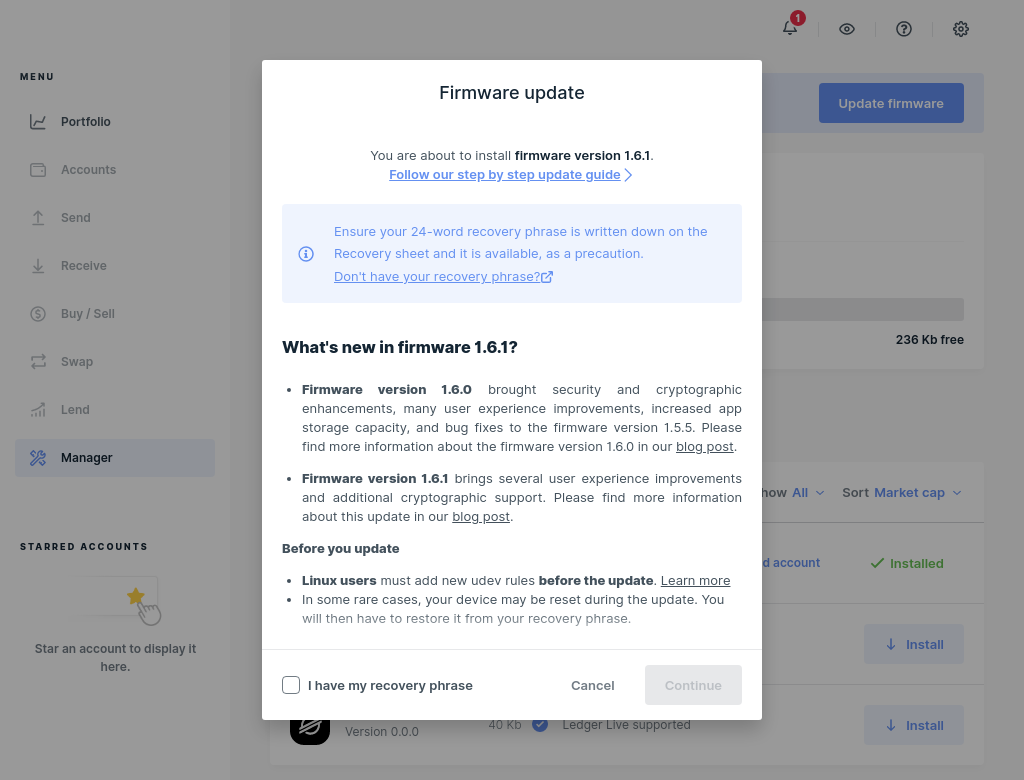 1
MENU
Portfolio
Accounts
Send
Receive
Buy / Sell
Swap
Lend
Manager
STARRED ACCOUNTS
Star an account to display it
here.
Update firmware
236 Kb free
All
Sort Market cap
account
Installed
Install
Version 0.0.0
40 Kb
Ledger Live supported
Install
Firmware update
You are about to install firmware version 1.6.1.
Follow our step by step update guide
Ensure your 24-word recovery phrase is written down on the
Recovery sheet and it is available, as a precaution.
Don't have your recovery phrase?
What's new in firmware 1.6.1?
• Firmware version 1.6.0 brought security and cryptographic
enhancements, many user experience improvements, increased app
storage capacity, and bug fixes to the firmware version 1.5.5. Please
find more information about the firmware version 1.6.0 in our blog post.
• Firmware version 1.6.1 brings several user experience improvements
and additional cryptographic support. Please find more information
about this update in our blog post.
Before you update
• Linux users must add new udev rules before the update. Learn more
• In some rare cases, your device may be reset during the update. You
will then have to restore it from your recovery phrase.
I have my recovery phrase
Cancel
Continue